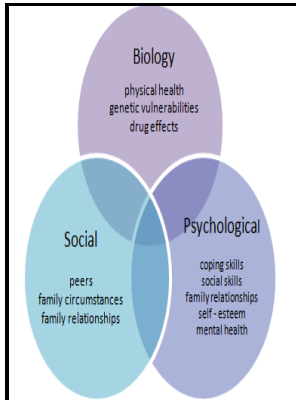 Biology
physical health
genetic vulnerabilities
drug effects
Social
peers
family circumstances
family relationships
Psychological
coping skills
social skills
family relationships
self - esteem
mental health